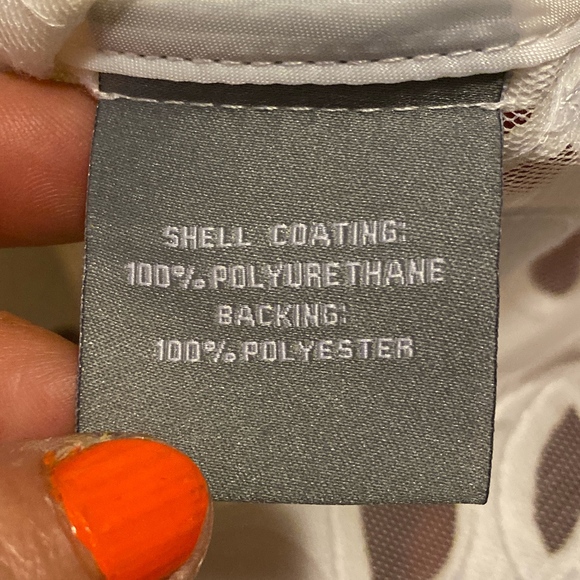 SHELL COATING:
100% POLYURETHANE
BACKING:
100% POLYESTER